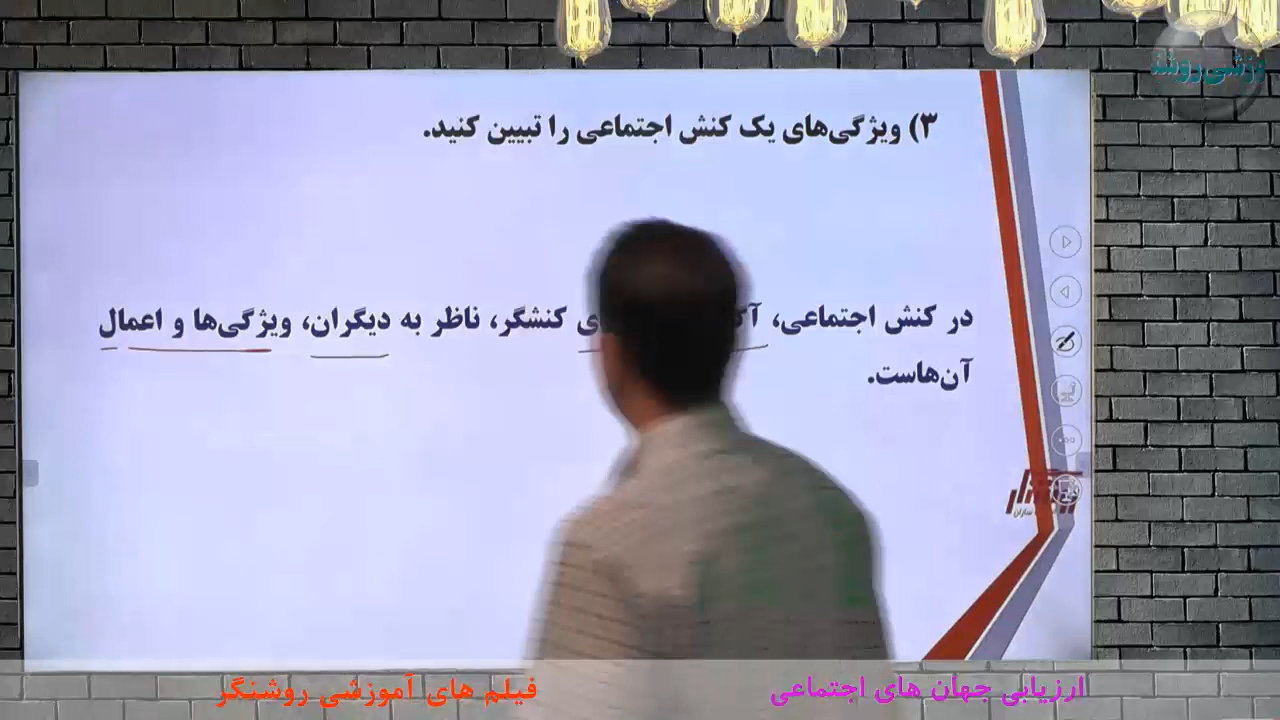 ۳) ویژگی‌های یک کنش اجتماعی را تبیین کنید.
در کنش اجتماعی، کنشگر، ناظر به دیگران، ویژگی‌ها و اعمال
آن‌هاست.
ارزیابی جهان های اجتماعی
فیلم های آموزشی روشنگر